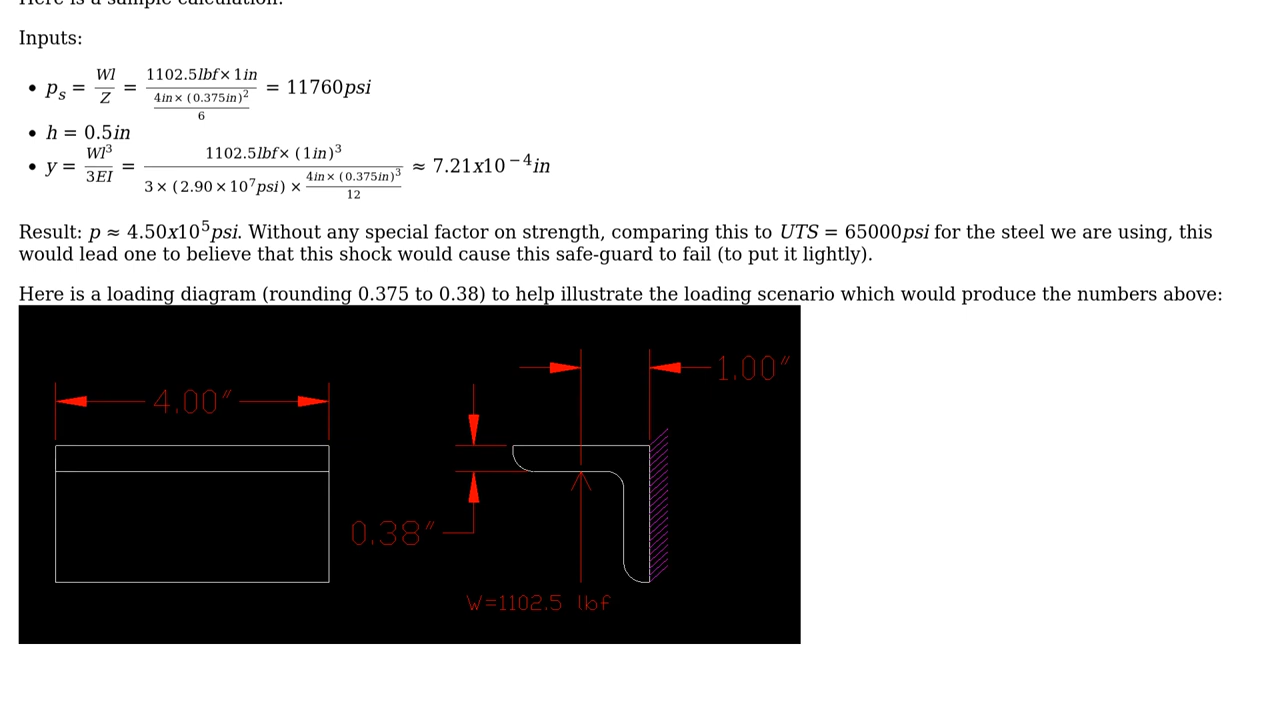 Here is a sample calculation:
Inputs:
• p_s = Wl/Z = (1102.5lbf × 1in)/((4in × (0.375in)^2)/6) = 11760psi
• h = 0.5in
• y = Wl^3/3EI = (1102.5lbf × (1in)^3)/(3 × (2.90 × 10^7psi) × (4in × (0.375in)^3)/12) ≈ 7.21x10^−4in
Result: p ≈ 4.50x10^5psi. Without any special factor on strength, comparing this to UTS = 65000psi for the steel we are using, this
would lead one to believe that this shock would cause this safe-guard to fail (to put it lightly).
Here is a loading diagram (rounding 0.375 to 0.38) to help illustrate the loading scenario which would produce the numbers above:
1.00"
4.00"
0.38"
W=1102.5 lbf